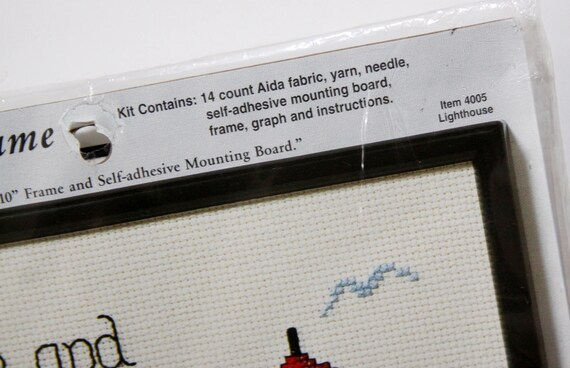 Kit Contains: 14 count Aida fabric, yarn, needle,
self-adhesive mounting board,
frame, graph and instructions.
Item 4005
Lighthouse
ame
10" Frame and Self-adhesive Mounting Board."
and